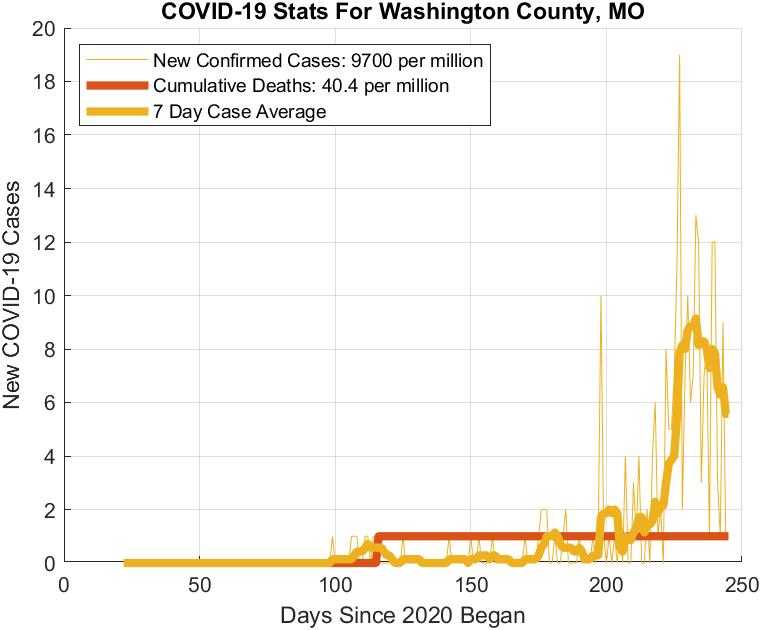 COVID-19 Stats For Washington County, MO
New Confirmed Cases: 9700 per million
Cumulative Deaths: 40.4 per million
7 Day Case Average
New COVID-19 Cases
20
18
16
14
12
10
8
6
4
2
0
0 50 100 150 200 250
Days Since 2020 Began